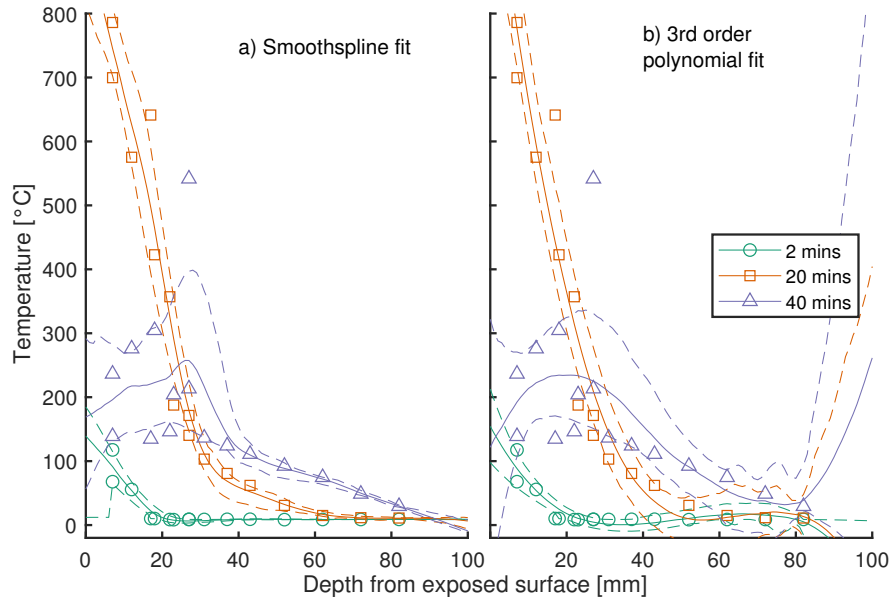 a) Smoothspline fit
b) 3rd order
polynomial fit
Temperature [°C]
800
700
600
500
400
300
200
100
0
0
20
40
60
80
100
20
40
60
80
100
Depth from exposed surface [mm]
2 mins
20 mins
40 mins